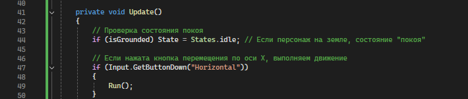 40
41 private void Update()
42 {
43 // Проверка состояния покоя
44 if (isGrounded) State = States.idle; // Если персонаж на земле, состояние "покоя"
45
46 // Если нажата кнопка перемещения по оси X, выполняем движение
47 if (Input.GetButtonDown("Horizontal"))
48 {
49 Run();
50 }